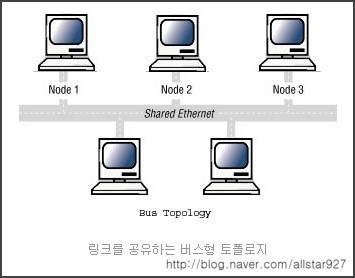 Node 1 Node 2 Node 3
Shared Ethernet
Bus Topology
링크를 공유하는 버스형 토폴로지
http://blog.naver.com/allstar927